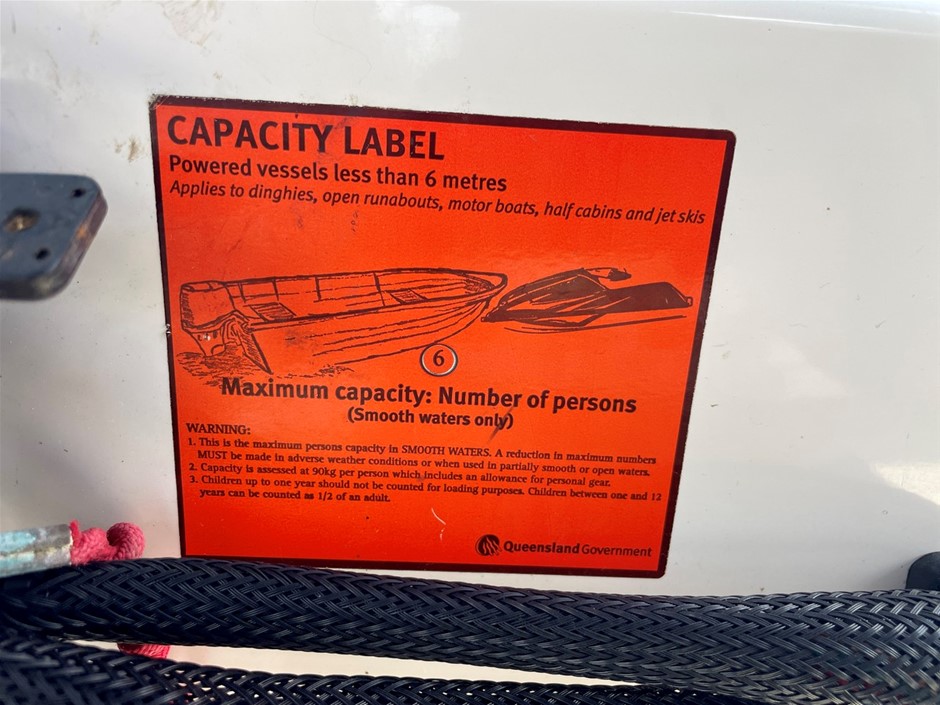 CAPACITY LABEL
Powered vessels less than 6 metres
Applies to dinghies, open runabouts, motor boats, half cabins and jet skis
6
Maximum capacity: Number of persons
(Smooth waters only)
WARNING:
1. This is the maximum persons capacity in SMOOTH WATERS. A reduction in maximum numbers
MUST be made in adverse weather conditions or when used in partially smooth or open waters.
2. Capacity is assessed at 90kg per person which includes an allowance for personal gear.
3. Children up to one year should not be counted for loading purposes. Children between one and 12
years can be counted as 1/2 of an adult.
Queensland Government